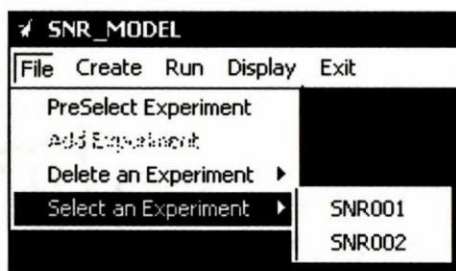 SNR_MODEL
File Create Run Display Exit
PreSelect Experiment
Add Experiment
Delete an Experiment
Select an Experiment
SNR001
SNR002